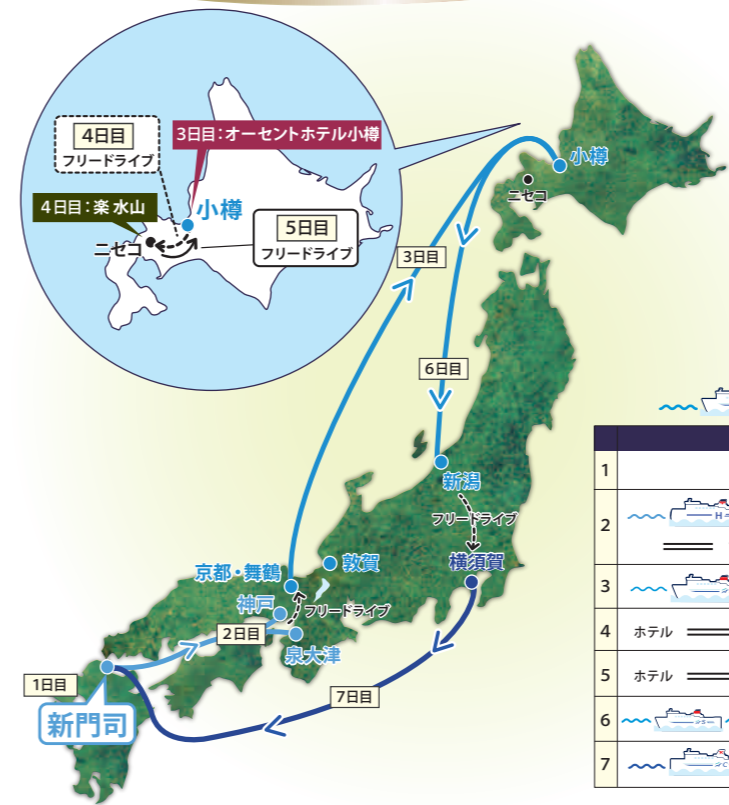 4日目
フリードライブ
3日目：オーセントホテル小樽
4日目：楽 水山
小樽
ニセコ
5日目
フリードライブ
小樽
ニセコ
3日目
6日目
新潟
フリードライブ
横須賀
敦賀
京都・舞鶴
神戸
フリードライブ
2日目
泉大津
1日目
新門司
7日目
1
2
H
3
4 ホテル
5 ホテル
6
7